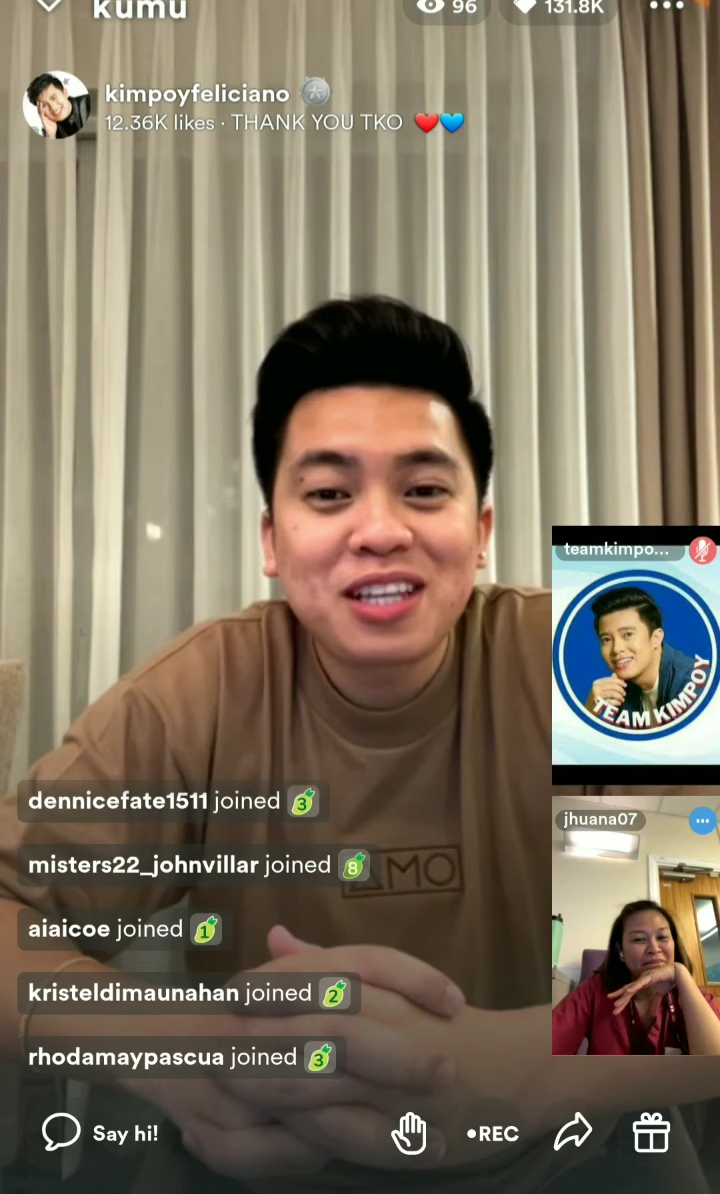 kumu
96
131.8K
kimpoyfeliciano
12.36K likes · THANK YOU TKO ❤️💙
teamkimpo...
TEAM KIMPOY
dennicefate1511 joined 3
misters22_johnvillar joined 8
AMO
jhuana07
aiaicoe joined 1
kristeldimaunahan joined 2
rhodamaypascua joined 3
Say hi!
•REC